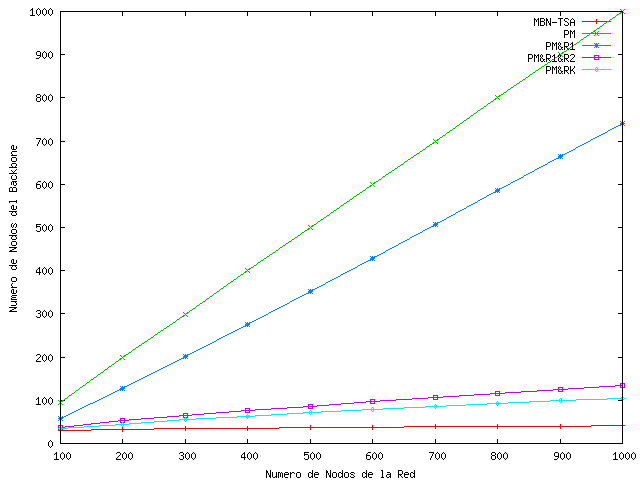 1000
900
800
700
600
500
400
300
200
100
0
Numero de Nodos del Backbone
MBN-TSA
PM
PM&R1
PM&R1&R2
PM&RK
100 200 300 400 500 600 700 800 900 1000
Numero de Nodos de la Red